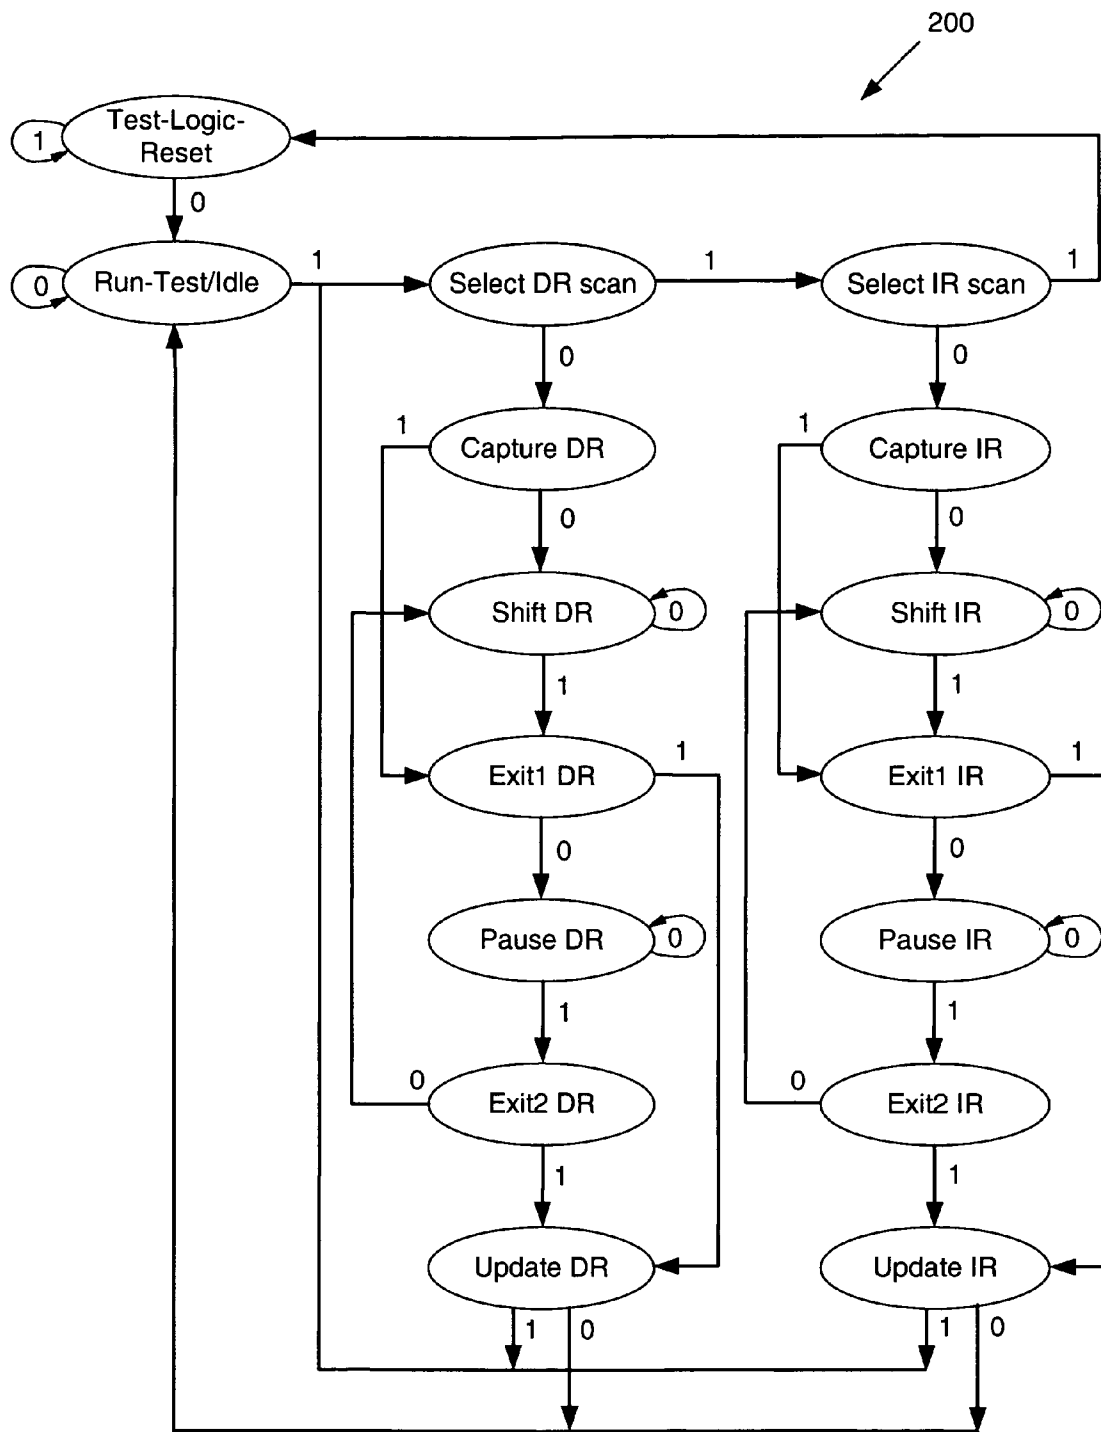 200
Test-Logic-
Reset
1
0
Run-Test/Idle
0
1
Select DR scan
1
Select IR scan
1
0
0
1
Capture DR
1
Capture IR
0
0
Shift DR
0
Shift IR
0
1
1
Exit1 DR
1
Exit1 IR
1
0
0
Pause DR
0
Pause IR
0
1
1
0
Exit2 DR
0
Exit2 IR
1
1
Update DR
Update IR
1
0
1
0